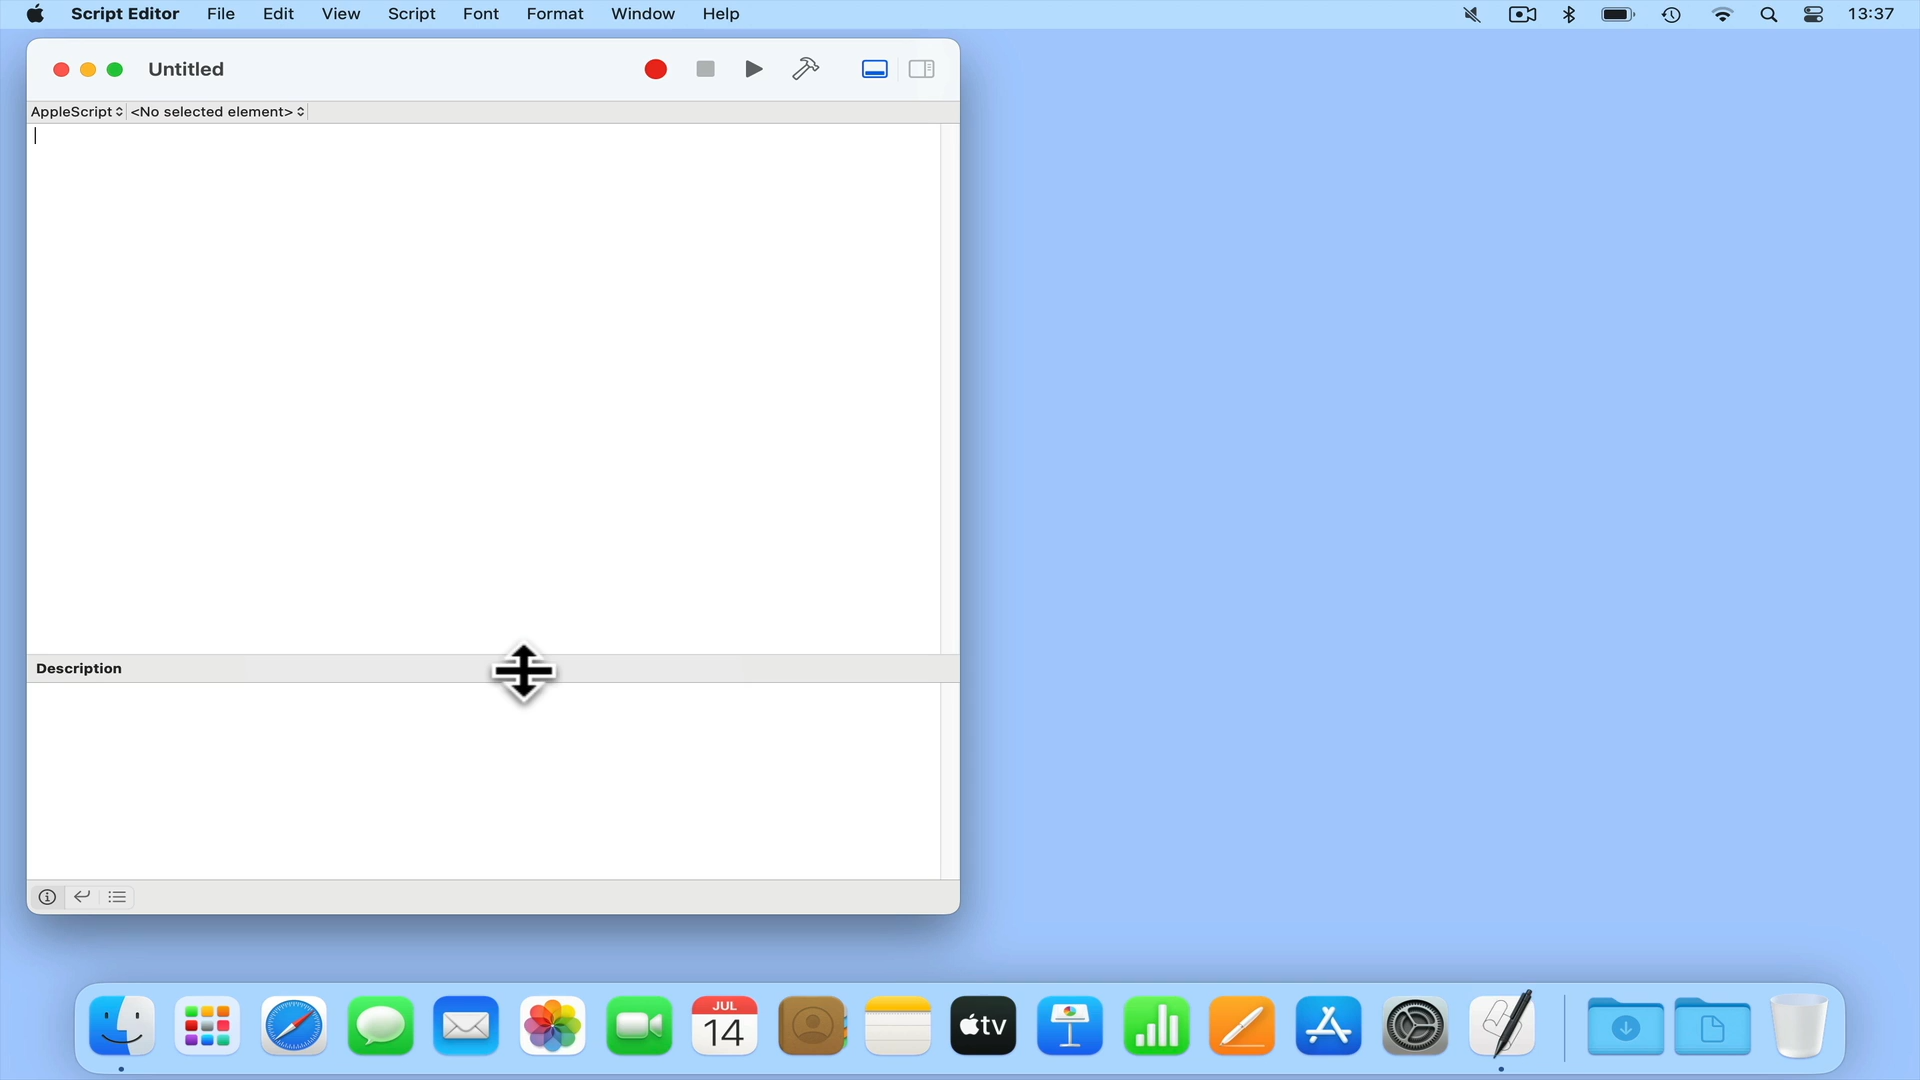 Script Editor File Edit View Script Font Format Window Help 13:37
Untitled
AppleScript <No selected element>
Description
JUL
14
tv